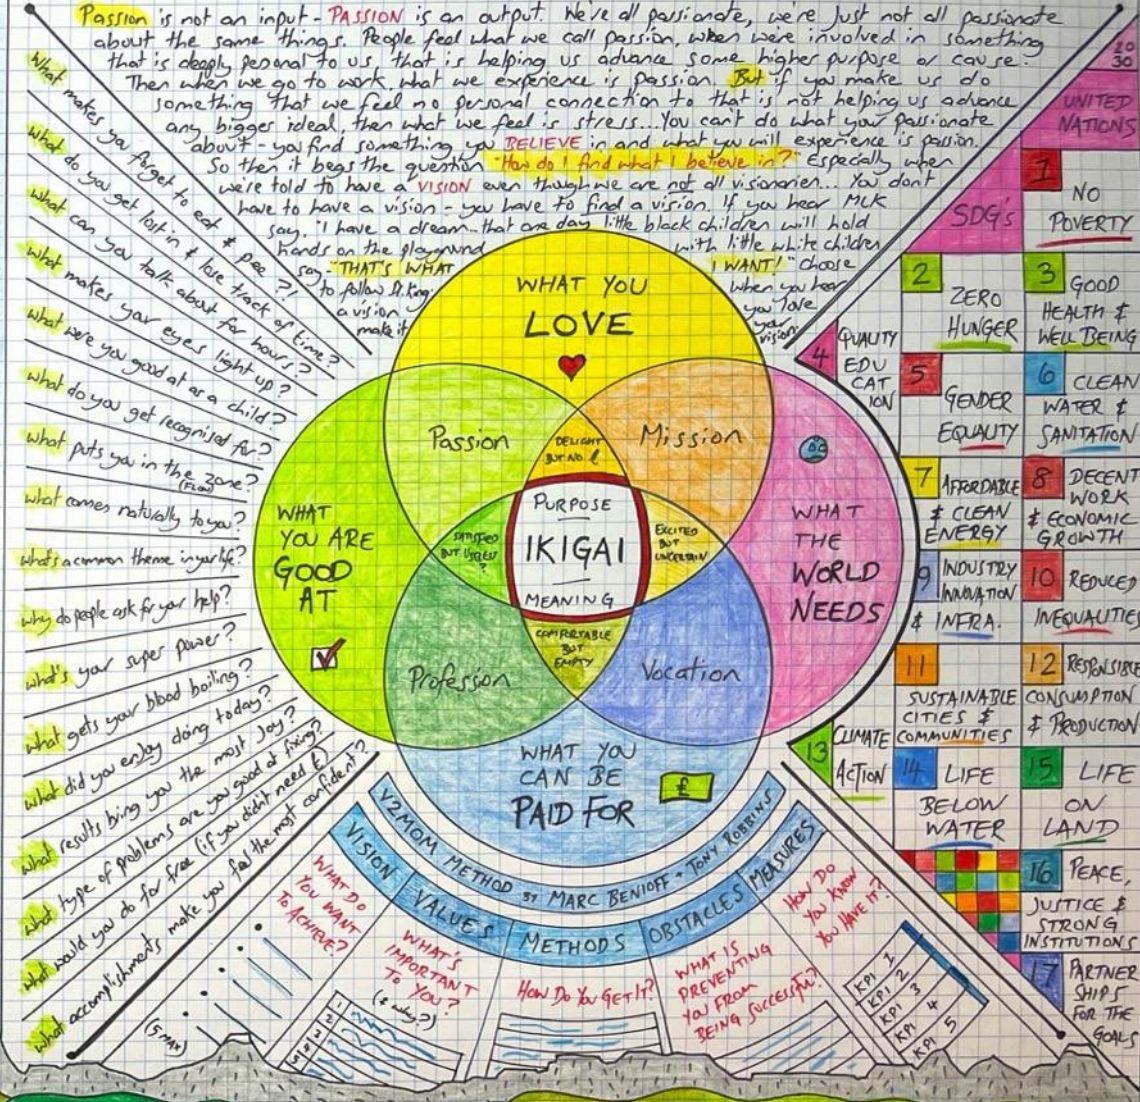 Passion is not an input - PASSION is an output. We're all passionate, we're just not all passionate
about the same things. People feel what we call passion, when we're involved in something
that is deeply personal to us, that is helping us advance some higher purpose or cause.
Then when we go to work, what we experience is passion. But if you make us do
something that we feel no personal connection to that is not helping us advance
any bigger ideal, then what we feel is stress... You can't do what your passionate
about - you find something you BELIEVE in and what you will experience is passion.
So then it begs the question "How do I find what I believe in?" Especially when
we're told to have a VISION even though we are not all visionaries... You don't
have to have a vision - you have to find a vision. If you hear MLK
say, "I have a dream - that one day little black children will hold
hands on the playground with little white children
say - "THAT'S WHAT I WANT!" choose
to follow Dr. King
when you hear
a vision
you love
make it
your
vision
What makes you forget to eat & pee?!
What do you get lost in & lose track of time?
What can you talk about for hours?
What makes your eyes light up?
What were you good at as a child?
What do you get recognised for?
What puts you in the zone?
(FLOW)
What comes naturally to you?
What's a common theme in your life?
Why do people ask for your help?
What's your super power?
What gets your blood boiling?
What did you enjoy doing today?
What results bring you the most Joy?
What type of problems are you good at fixing?
What would you do for free (if you didn't need £)
What accomplishments make you feel the most confident?
WHAT YOU
LOVE
Passion
DELIGHT
BUT NO £
Mission
WHAT
YOU ARE
GOOD
AT
SATISFIED
BUT USELESS
?
PURPOSE
IKIGAI
MEANING
EXCITED
BUT
UNCERTAIN
WHAT
THE
WORLD
NEEDS
COMFORTABLE
BUT
EMPTY
Profession
Vocation
WHAT YOU
CAN BE
PAID FOR
£
20
30
UNITED
NATIONS
SDG's
1
NO
POVERTY
2
ZERO
HUNGER
3
GOOD
HEALTH &
WELL BEING
4
QUALITY
EDU
CAT
ION
5
GENDER
EQUALITY
6
CLEAN
WATER &
SANITATION
7
AFFORDABLE
& CLEAN
ENERGY
8
DECENT
WORK
& ECONOMIC
GROWTH
9
INDUSTRY
INNOVATION
& INFRA.
10
REDUCED
INEQUALITIES
11
SUSTAINABLE
CITIES &
COMMUNITIES
12
RESPONSIBLE
CONSUMPTION
& PRODUCTION
13
CLIMATE
ACTION
14
LIFE
BELOW
WATER
15
LIFE
ON
LAND
16
PEACE,
JUSTICE &
STRONG
INSTITUTIONS
17
PARTNER
SHIPS
FOR THE
GOALS
V2MOM METHOD BY MARC BENIOFF + TONY ROBBINS
VISION
VALUES
METHODS
OBSTACLES
MEASURES
WHAT DO
YOU WANT
TO ACHIEVE?
(5 MAX)
WHAT'S
IMPORTANT
TO YOU?
(& why?)
1
2
3
4
5
HOW DO YOU GET IT?
WHAT IS
PREVENTING
YOU FROM
BEING SUCCESSFUL?
HOW DO
YOU KNOW
YOU HAVE IT?
KPI 1
KPI 2
KPI 3
KPI 4
KPI 5